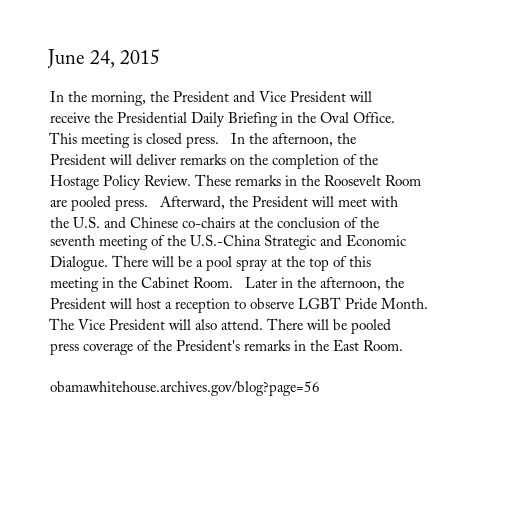 June 24, 2015
In the morning, the President and Vice President will
receive the Presidential Daily Briefing in the Oval Office.
This meeting is closed press.   In the afternoon, the
President will deliver remarks on the completion of the
Hostage Policy Review. These remarks in the Roosevelt Room
are pooled press.   Afterward, the President will meet with
the U.S. and Chinese co-chairs at the conclusion of the
seventh meeting of the U.S.-China Strategic and Economic
Dialogue. There will be a pool spray at the top of this
meeting in the Cabinet Room.   Later in the afternoon, the
President will host a reception to observe LGBT Pride Month.
The Vice President will also attend. There will be pooled
press coverage of the President's remarks in the East Room.
obamawhitehouse.archives.gov/blog?page=56